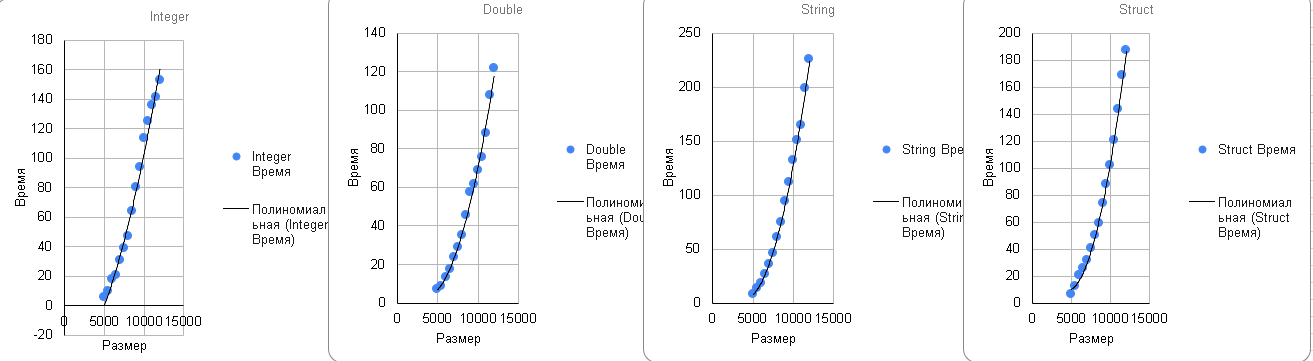 Integer
180
160
140
120
100
80
60
40
20
0
-20
0
5000
10000
15000
Время
Размер
Integer
Время
Полиномиал
ьная (Integer
Время)
Double
140
120
100
80
60
40
20
0
0
5000
10000
15000
Время
Размер
Double
Время
Полиноми
ьная (Dou
Время)
String
250
200
150
100
50
0
0
5000
10000
15000
Время
Размер
String Вре
Полиноми
ьная (Strin
Время)
Struct
200
180
160
140
120
100
80
60
40
20
0
0
5000
10000
15000
Время
Размер
Struct Время
Полиномиал
ьная (Struct
Время)